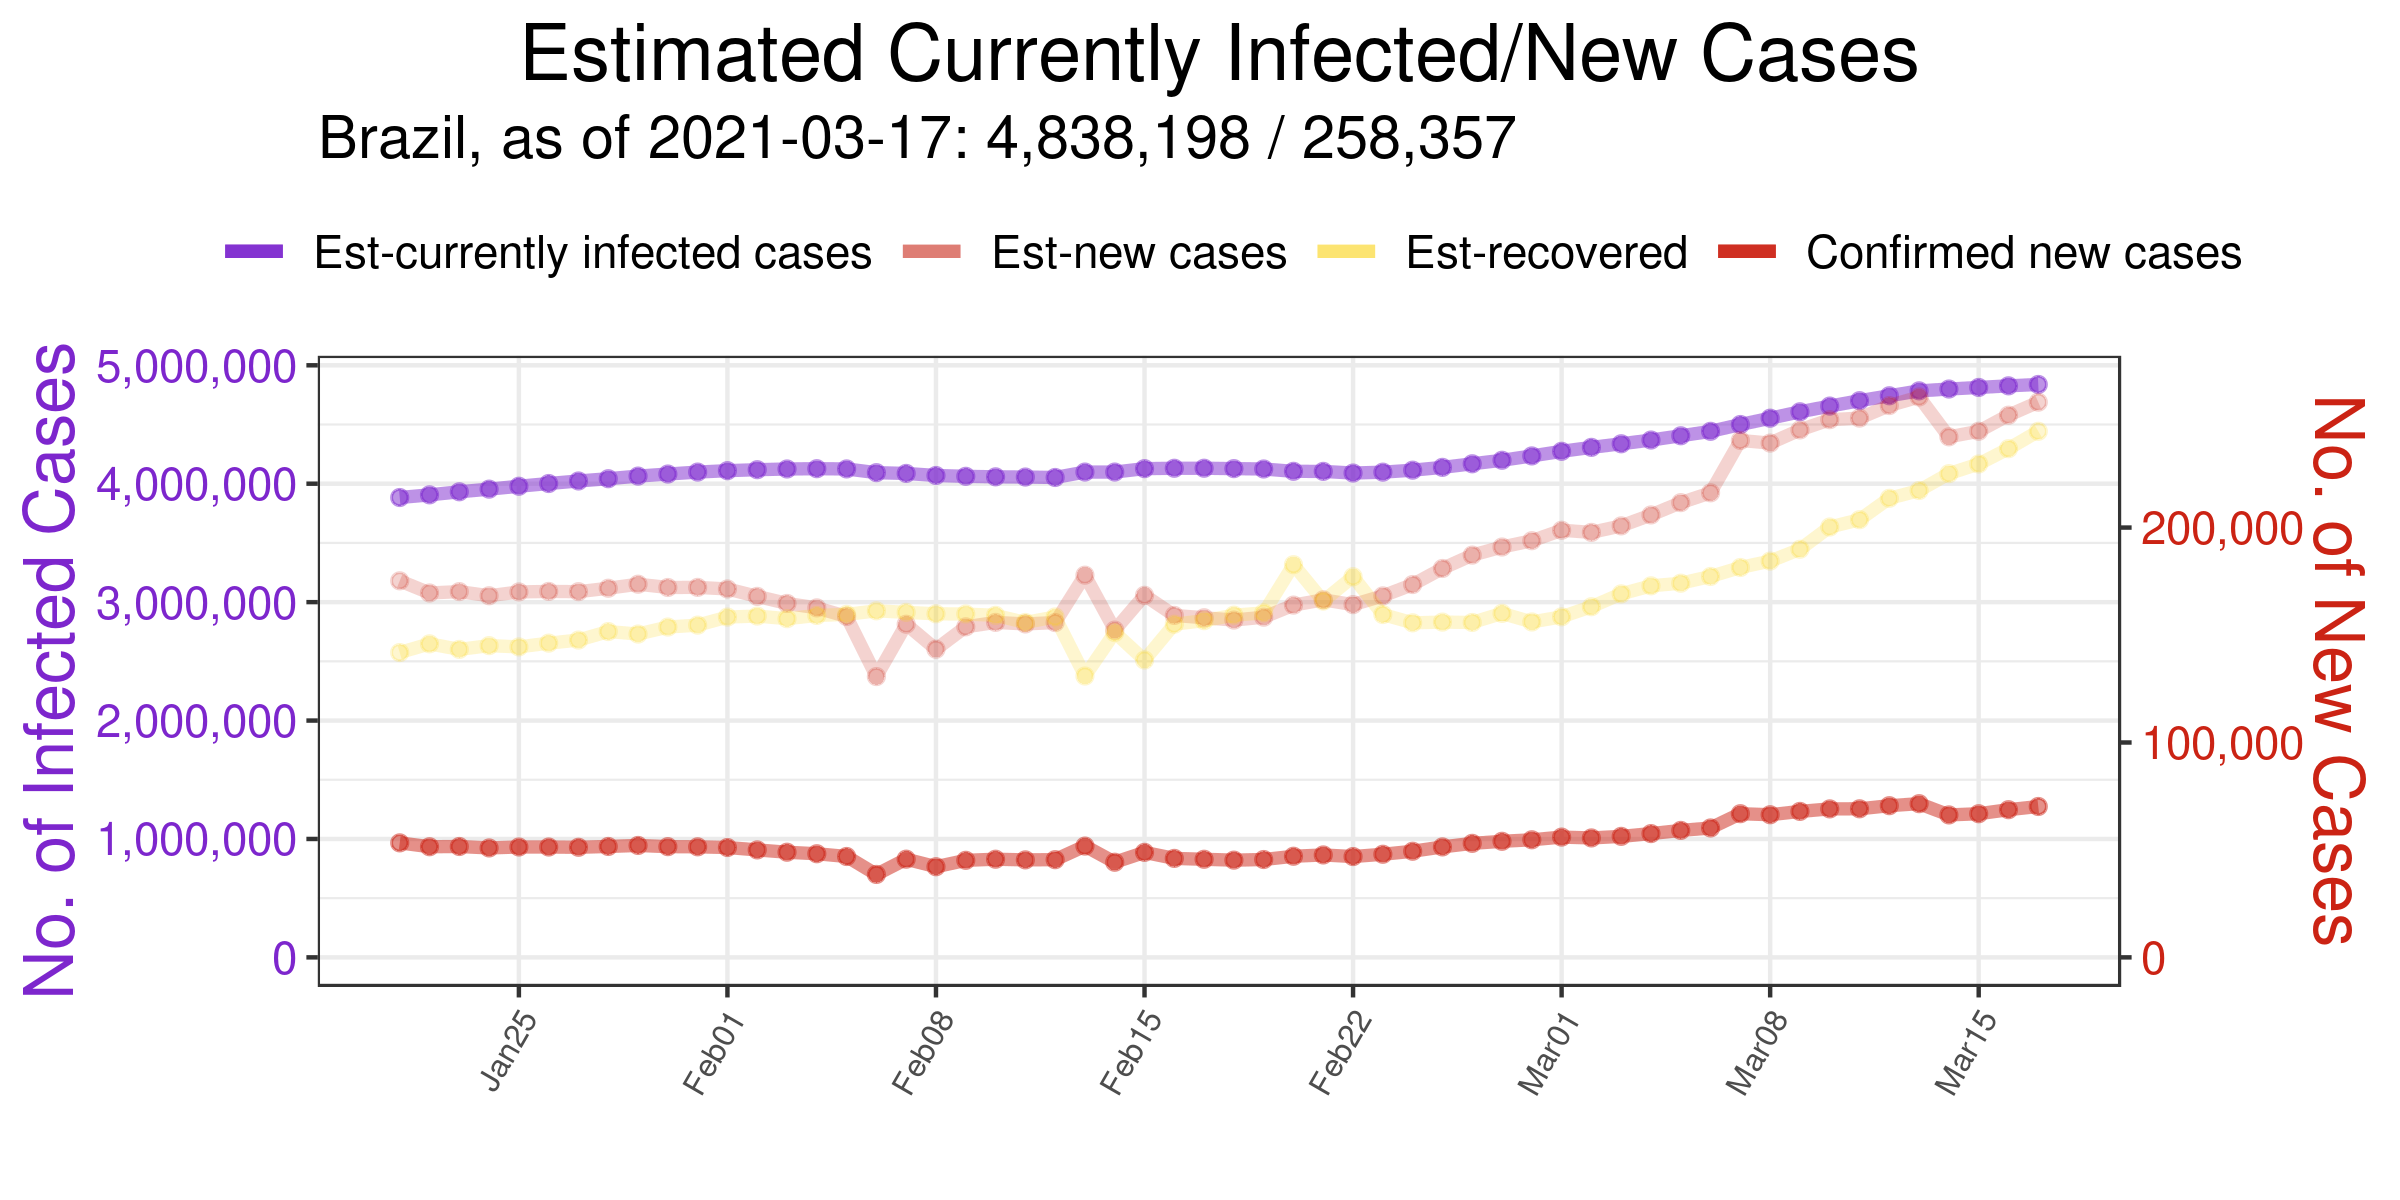 Estimated Currently Infected/New Cases
Brazil, as of 2021-03-17: 4,838,198 / 258,357
Est-currently infected cases Est-new cases Est-recovered Confirmed new cases
No. of Infected Cases
5,000,000
4,000,000
3,000,000
2,000,000
1,000,000
0
200,000
100,000
0
No. of New Cases
Jan25 Feb01 Feb08 Feb15 Feb22 Mar01 Mar08 Mar15